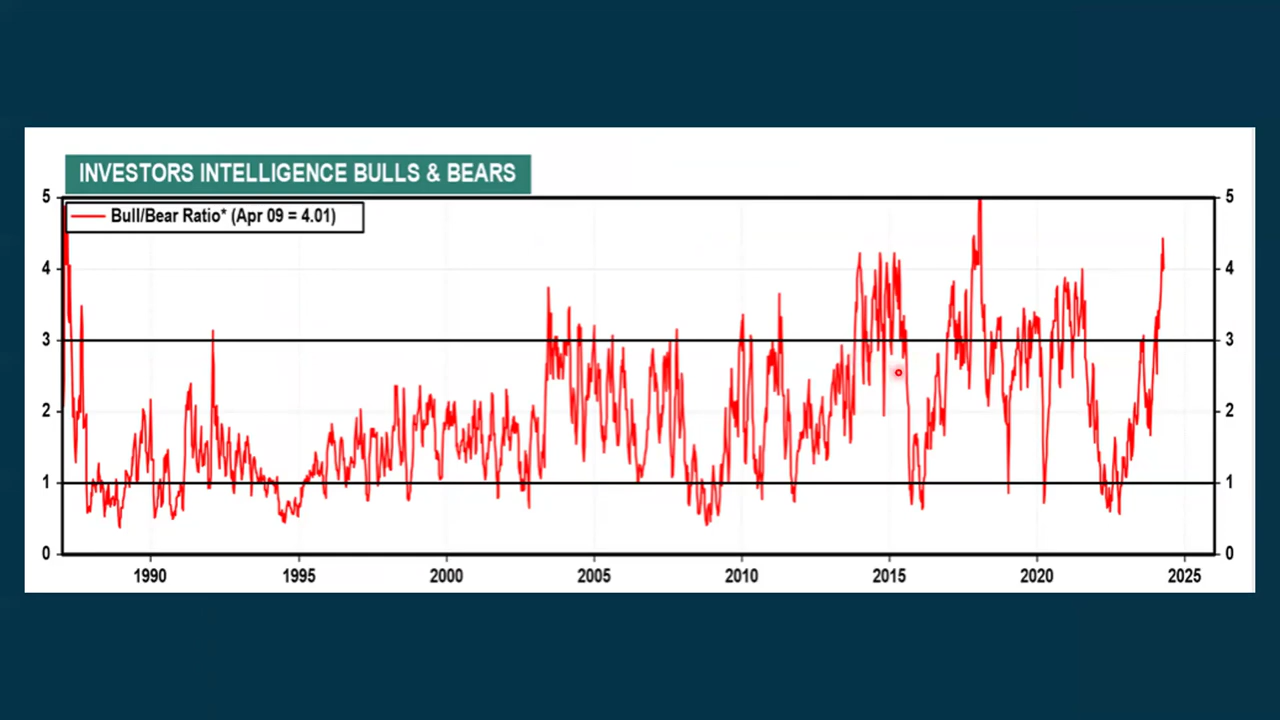 INVESTORS INTELLIGENCE BULLS & BEARS
Bull/Bear Ratio* (Apr 09 = 4.01)
5 5
4 4
3 3
2 2
1 1
0 0
1990 1995 2000 2005 2010 2015 2020 2025